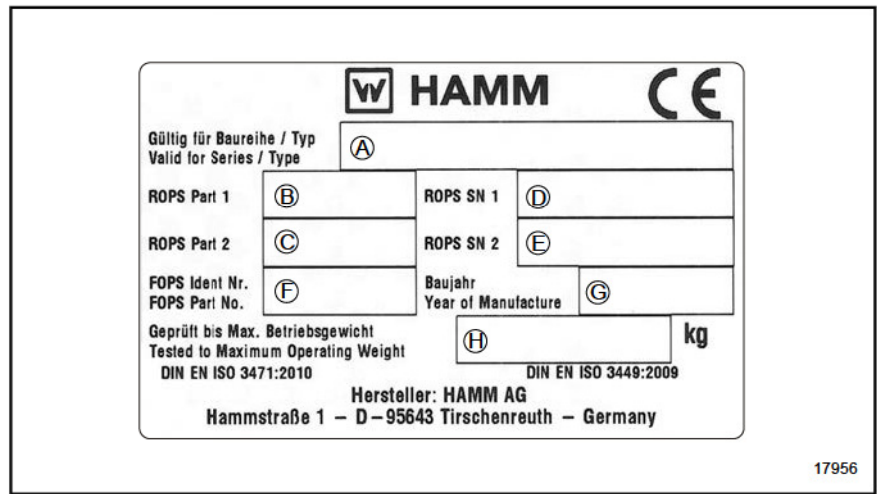 W HAMM CE
Gültig für Baureihe / Typ
Valid for Series / Type
Ⓐ
ROPS Part 1 Ⓑ ROPS SN 1 Ⓓ
ROPS Part 2 Ⓒ ROPS SN 2 Ⓔ
FOPS Ident Nr.
FOPS Part No.
Ⓕ
Baujahr
Year of Manufacture
Ⓖ
Geprüft bis Max. Betriebsgewicht
Tested to Maximum Operating Weight
Ⓗ kg
DIN EN ISO 3471:2010 DIN EN ISO 3449:2009
Hersteller: HAMM AG
Hammstraße 1 – D – 95643 Tirschenreuth – Germany
17956